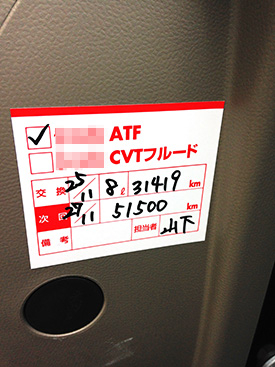 ✓ ATF
CVTフルード
交換 25/11 8ℓ 31419 km
次回 27/11 51500 km
備考 担当者 山下